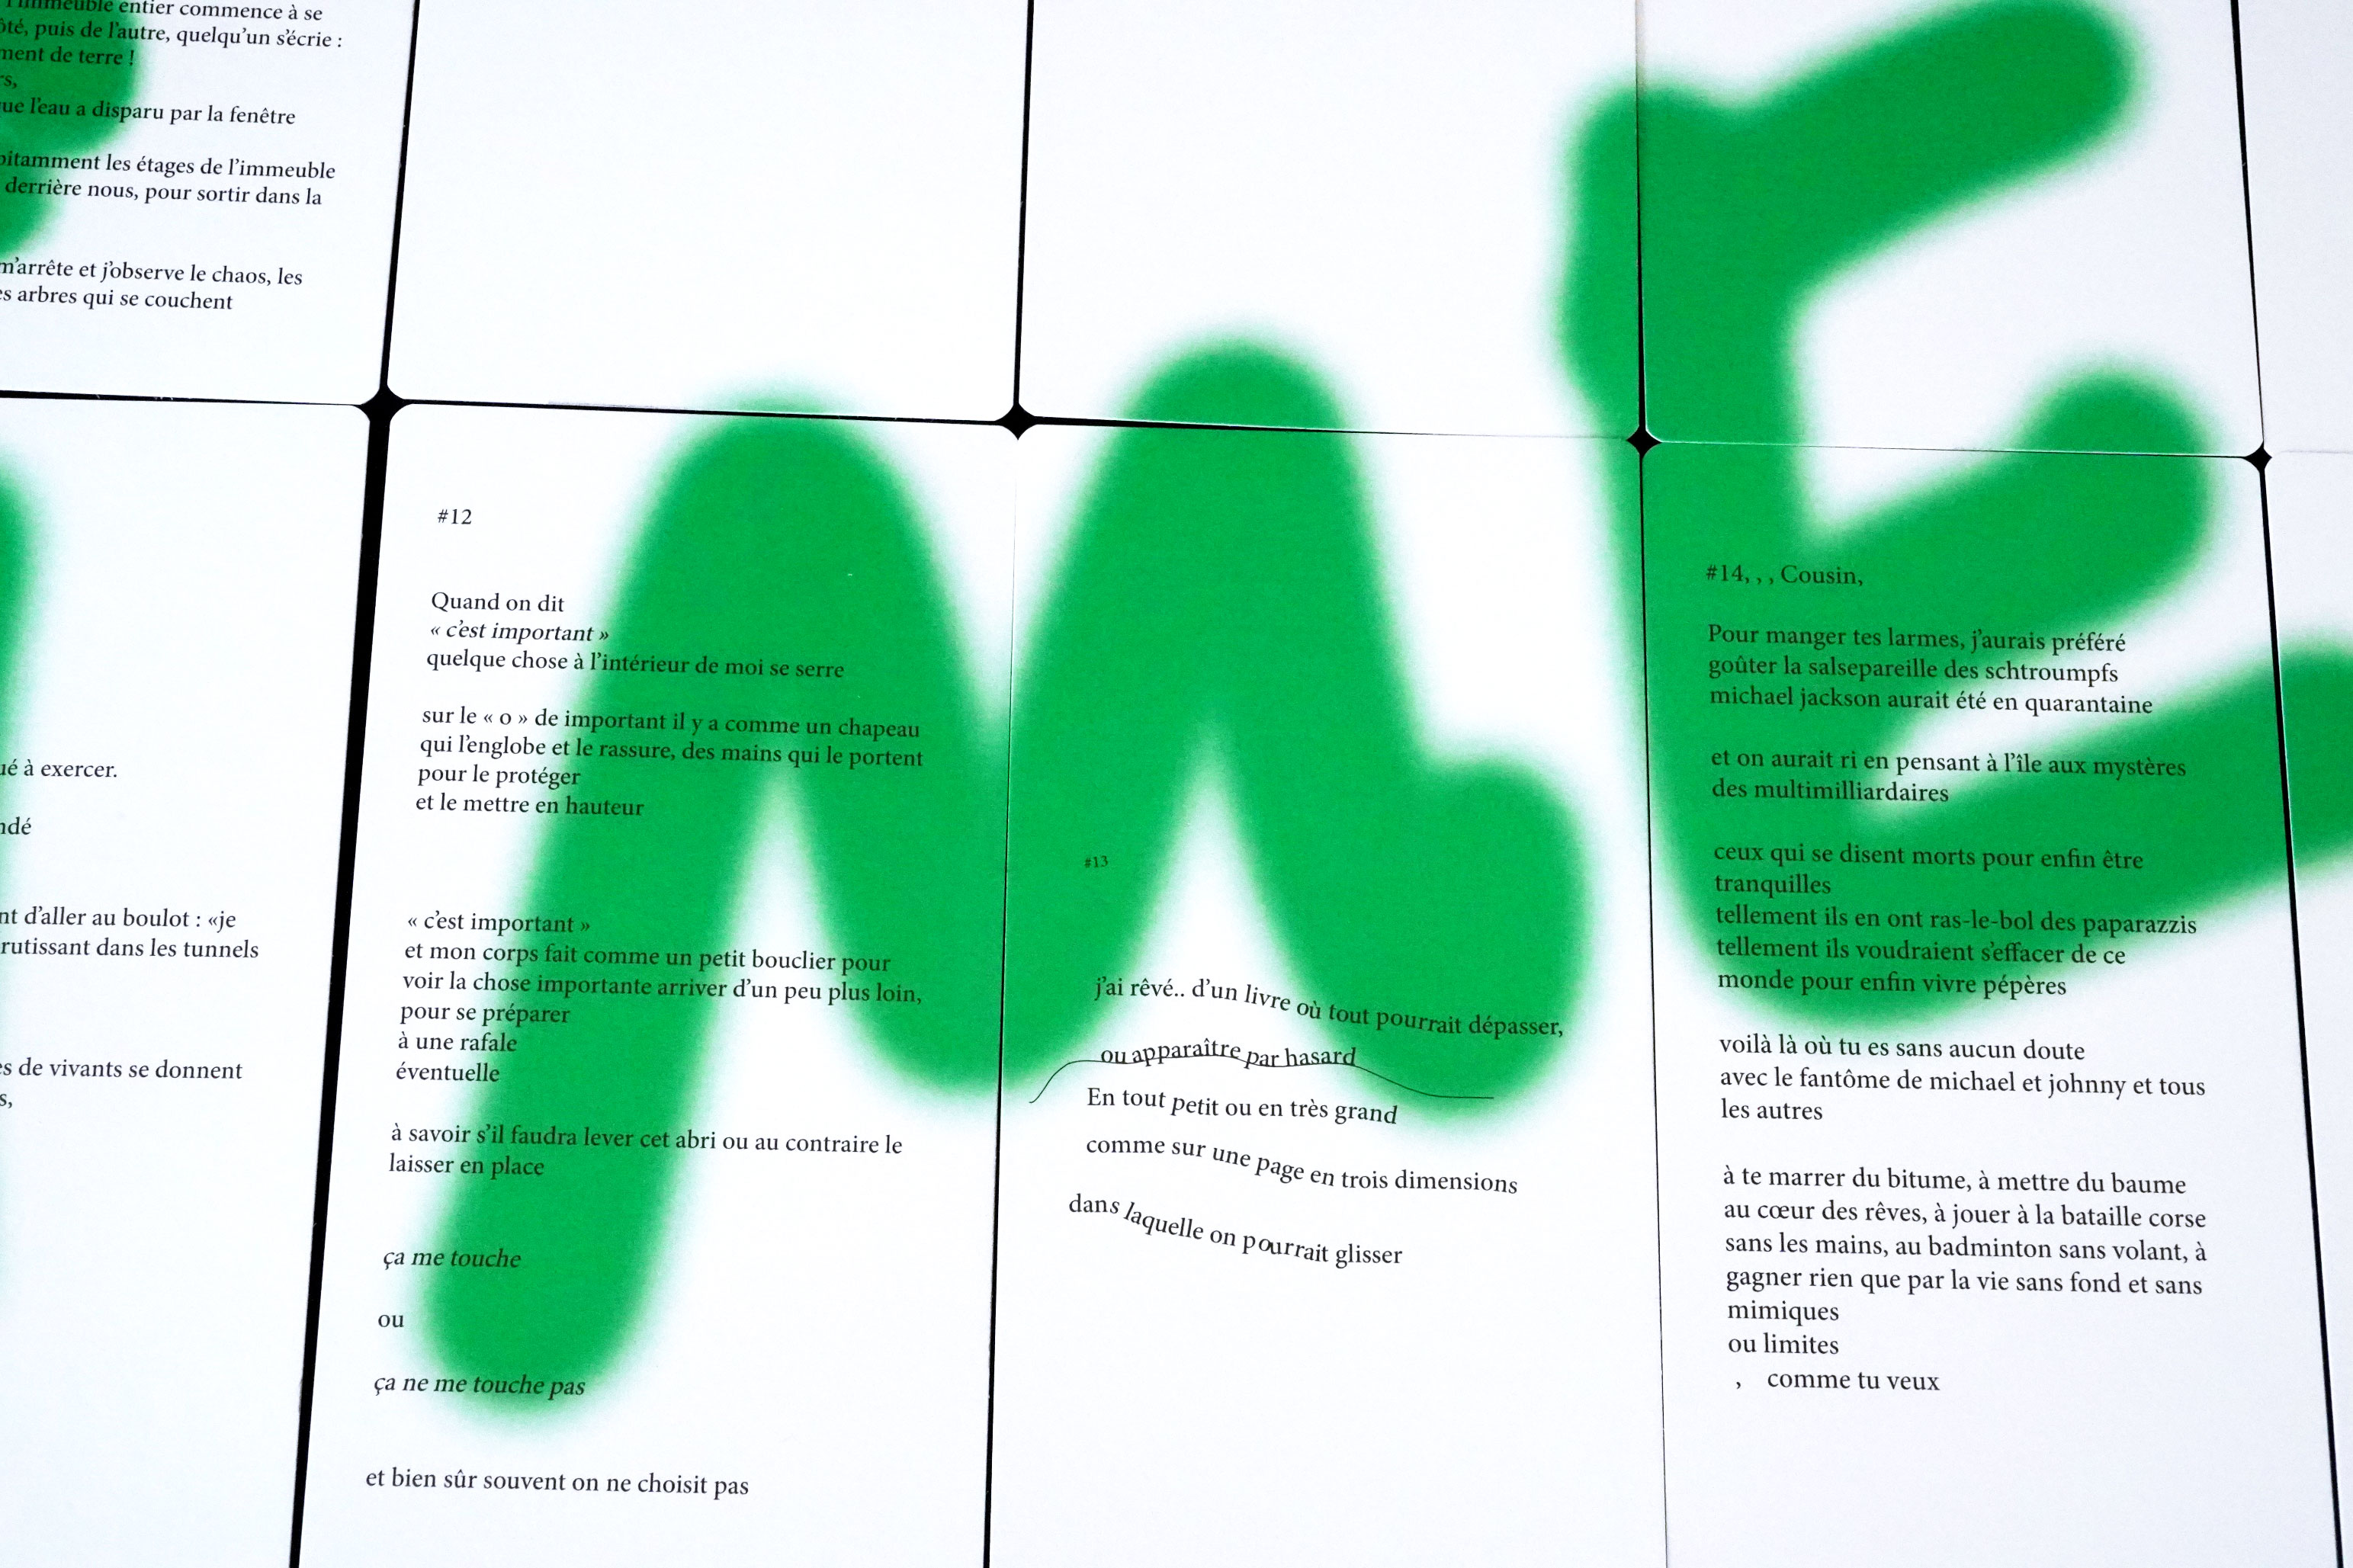 entier commence à se
puis de l'autre, quelqu'un s'écrie :
de terre !
l'eau a disparu par la fenêtre
les étages de l'immeuble
derrière nous, pour sortir dans la
m'arrête et j'observe le chaos, les
arbres qui se couchent
à exercer.
d'aller au boulot : «je
dans les tunnels
de vivants se donnent
#12
Quand on dit
« c'est important »
quelque chose à l'intérieur de moi se serre
sur le « o » de important il y a comme un chapeau
qui l'englobe et le rassure, des mains qui le portent
pour le protéger
et le mettre en hauteur
« c'est important »
et mon corps fait comme un petit bouclier pour
voir la chose importante arriver d'un peu plus loin,
pour se préparer
à une rafale
éventuelle
à savoir s'il faudra lever cet abri ou au contraire le
laisser en place
ça me touche
ou
ça ne me touche pas
et bien sûr souvent on ne choisit pas
#13
j'ai rêvé.. d'un livre où tout pourrait dépasser,
ou apparaître par hasard
En tout petit ou en très grand
comme sur une page en trois dimensions
dans laquelle on pourrait glisser
#14, , , Cousin,
Pour manger tes larmes, j'aurais préféré
goûter la salsepareille des schtroumpfs
michael jackson aurait été en quarantaine
et on aurait ri en pensant à l'île aux mystères
des multimilliardaires
ceux qui se disent morts pour enfin être
tranquilles
tellement ils en ont ras-le-bol des paparazzis
tellement ils voudraient s'effacer de ce
monde pour enfin vivre pépères
voilà là où tu es sans aucun doute
avec le fantôme de michael et johnny et tous
les autres
à te marrer du bitume, à mettre du baume
au cœur des rêves, à jouer à la bataille corse
sans les mains, au badminton sans volant, à
gagner rien que par la vie sans fond et sans
mimiques
ou limites
, comme tu veux
ME